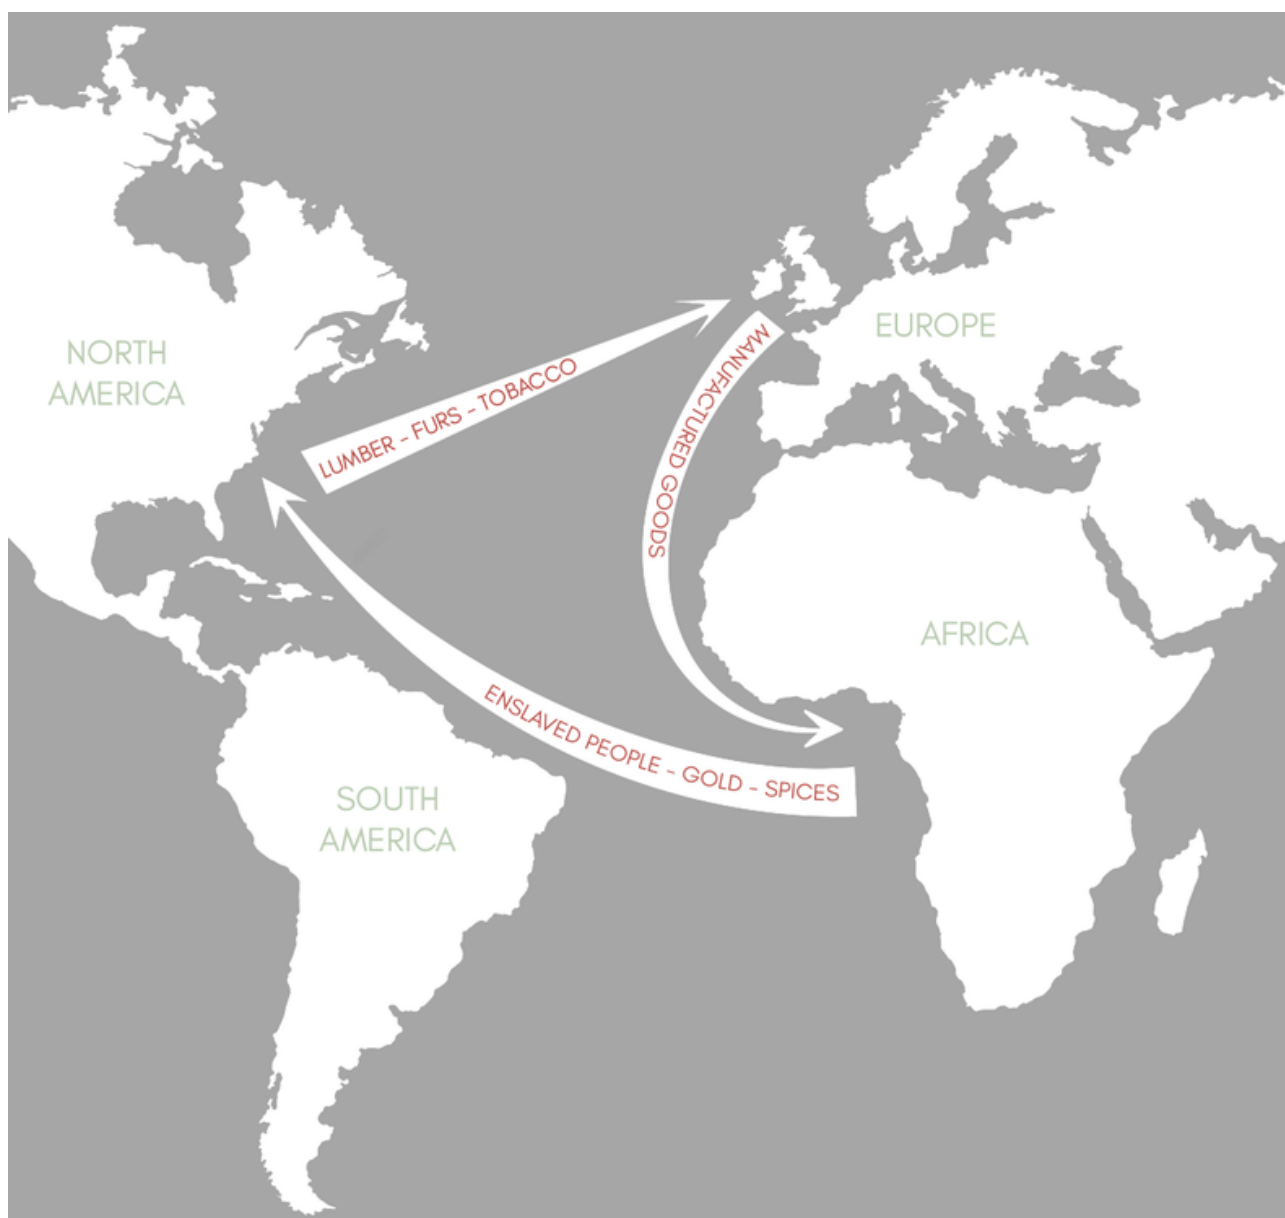 NORTH
AMERICA
EUROPE
LUMBER - FURS - TOBACCO
MANUFACTURED GOODS
AFRICA
ENSLAVED PEOPLE - GOLD - SPICES
SOUTH
AMERICA